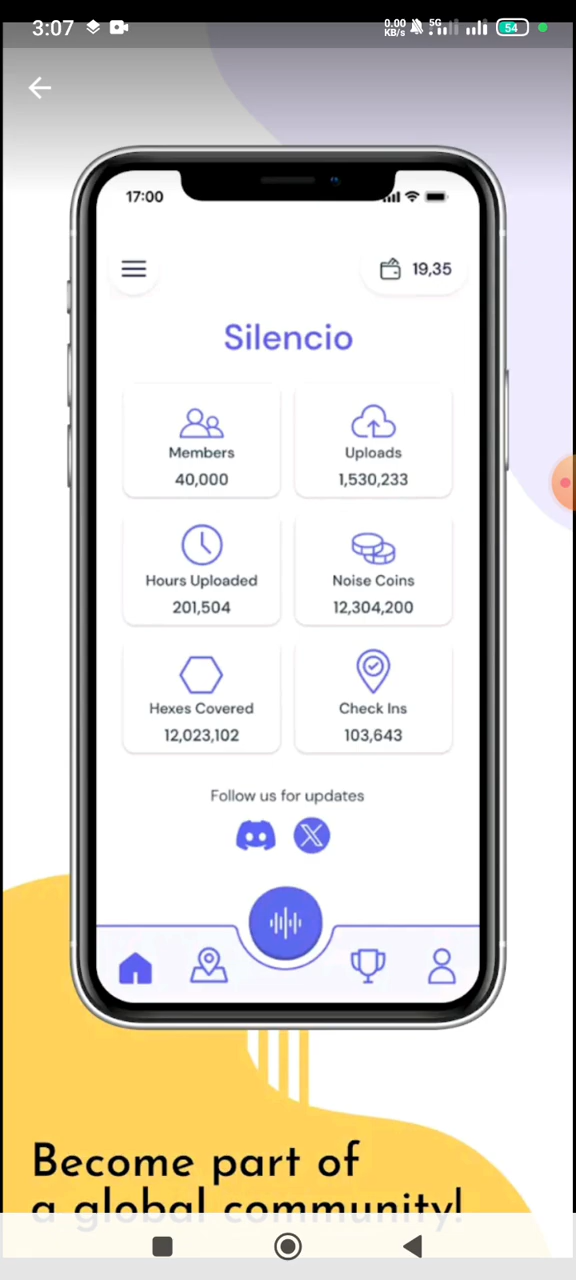 3:07
0.00
KB/s
5G
54
17:00
19,35
Silencio
Members
40,000
Uploads
1,530,233
Hours Uploaded
201,504
Noise Coins
12,304,200
Hexes Covered
12,023,102
Check Ins
103,643
Follow us for updates
Become part of
a global community!